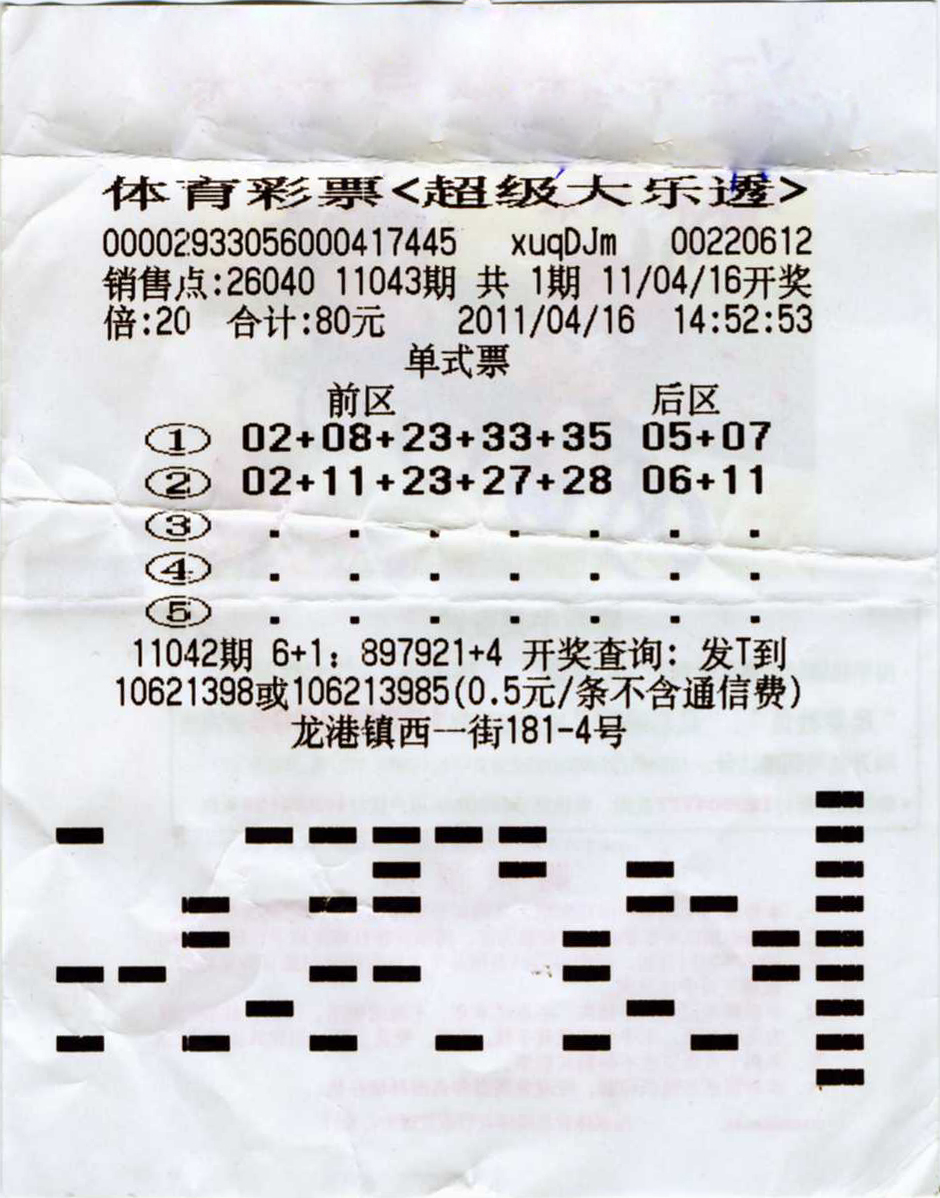 体育彩票<超级大乐透>
00002933056000417445 xuqDJm 00220612
销售点:26040 11043期 共 1期 11/04/16开奖
倍:20 合计:80元 2011/04/16 14:52:53
单式票
前区 后区
① 02+08+23+33+35 05+07
② 02+11+23+27+28 06+11
③ . . . . . . .
④ . . . . . . .
⑤ . . . . . . .
11042期 6+1: 897921+4 开奖查询: 发T到
10621398或106213985(0.5元/条不含通信费)
龙港镇西一街181-4号